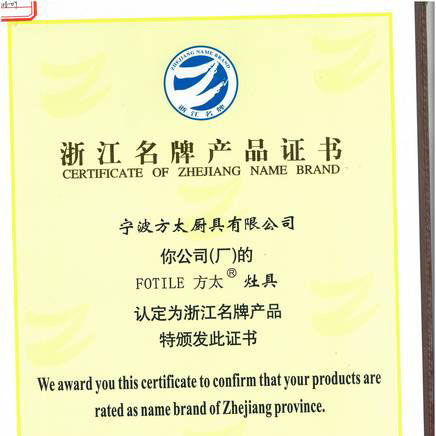 ZHEJIANG NAME BRAND
浙江名牌
浙江名牌产品证书
CERTIFICATE OF ZHEJIANG NAME BRAND
宁波方太厨具有限公司
你公司(厂)的
FOTILE 方太® 灶具
认定为浙江名牌产品
特颁发此证书
We award you this certificate to confirm that your products are
rated as name brand of Zhejiang province.